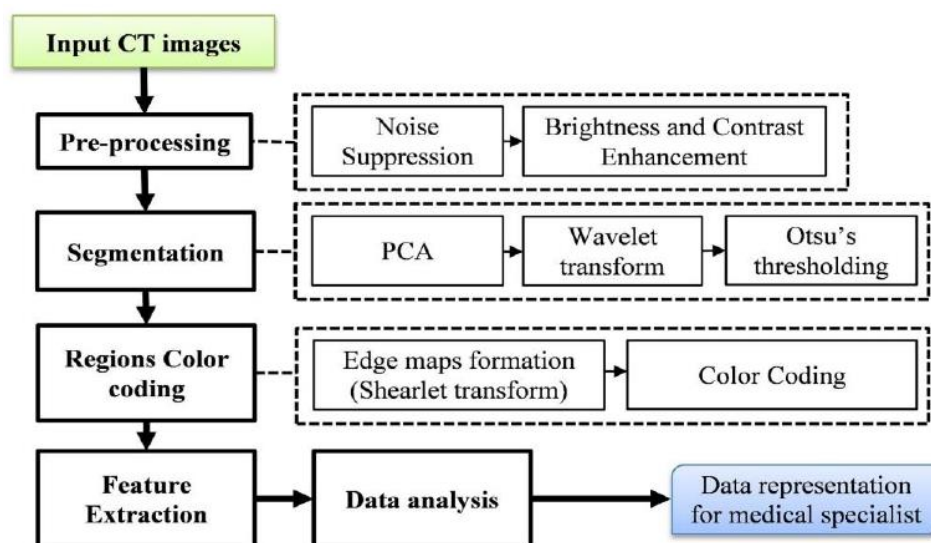 Input CT images
Pre-processing
Noise
Suppression
Brightness and Contrast
Enhancement
Segmentation
PCA
Wavelet
transform
Otsu's
thresholding
Regions Color
coding
Edge maps formation
(Shearlet transform)
Color Coding
Feature
Extraction
Data analysis
Data representation
for medical specialist